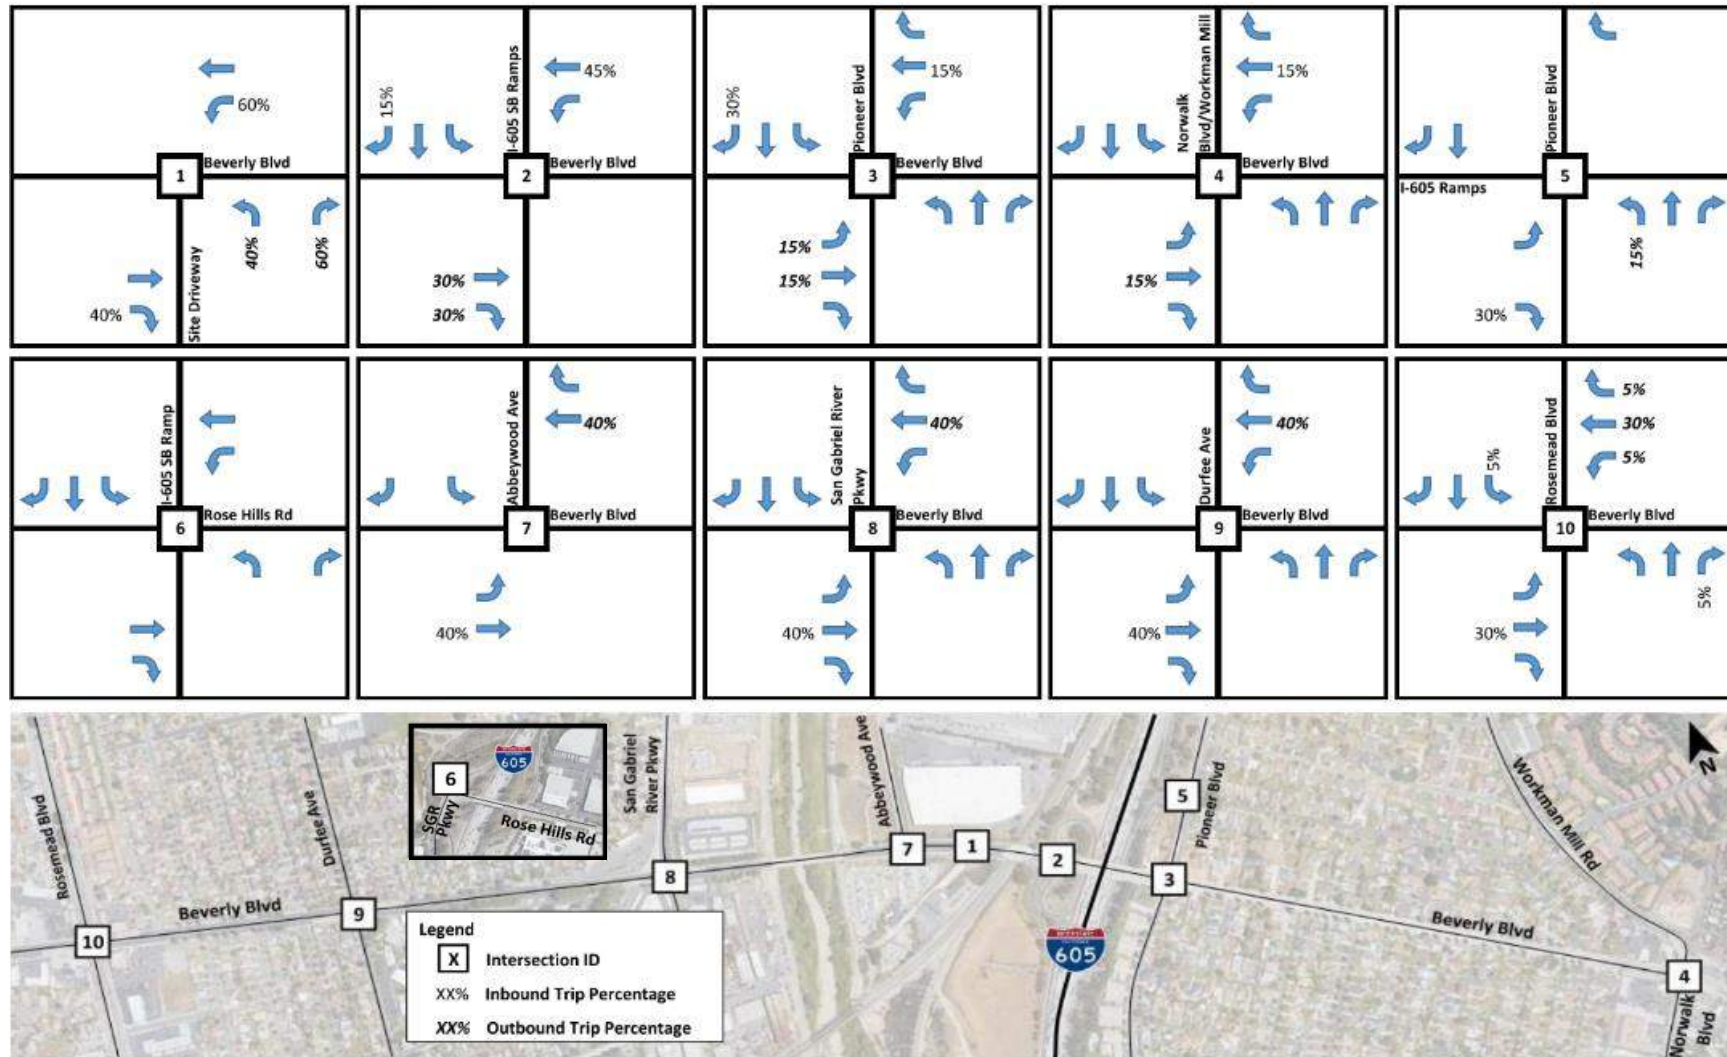 60%
Beverly Blvd
1
40%
60%
40%
Site Driveway
15%
I-605 SB Ramps
45%
Beverly Blvd
2
30%
30%
30%
Pioneer Blvd
15%
Beverly Blvd
3
15%
15%
Norwalk
Blvd/Workman Mill
15%
Beverly Blvd
4
15%
Pioneer Blvd
I-605 Ramps
5
15%
30%
I-605 SB Ramp
Rose Hills Rd
6
Abbeywood Ave
40%
Beverly Blvd
7
40%
San Gabriel River
Pkwy
40%
Beverly Blvd
8
40%
Durfee Ave
40%
Beverly Blvd
9
40%
5%
Rosemead Blvd
5%
30%
5%
Beverly Blvd
10
5%
30%
Rosemead Blvd
Durfee Ave
6
605
SGR
Pkwy
Rose Hills Rd
San Gabriel
River Pkwy
Abbeywood Ave
5
Pioneer Blvd
Workman Mill Rd
N
7
1
2
3
8
9
10
Beverly Blvd
Beverly Blvd
605
4
Norwalk
Blvd
Legend
X Intersection ID
XX% Inbound Trip Percentage
XX% Outbound Trip Percentage